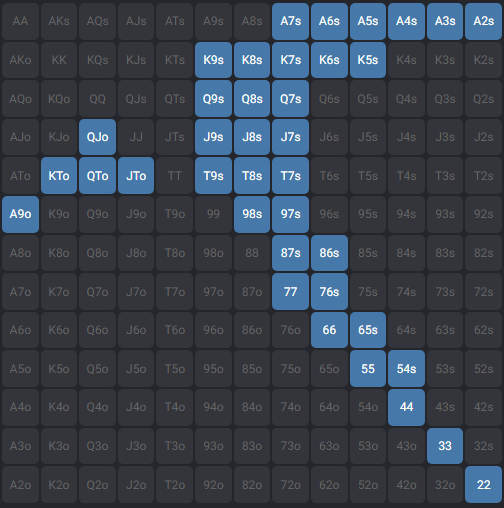 AA AKs AQs AJs ATs A9s A8s A7s A6s A5s A4s A3s A2s
AKo KK KQs KJs KTs K9s K8s K7s K6s K5s K4s K3s K2s
AQo KQo QQ QJs QTs Q9s Q8s Q7s Q6s Q5s Q4s Q3s Q2s
AJo KJo QJo JJ JTs J9s J8s J7s J6s J5s J4s J3s J2s
ATo KTo QTo JTo TT T9s T8s T7s T6s T5s T4s T3s T2s
A9o K9o Q9o J9o T9o 99 98s 97s 96s 95s 94s 93s 92s
A8o K8o Q8o J8o T8o 98o 88 87s 86s 85s 84s 83s 82s
A7o K7o Q7o J7o T7o 97o 87o 77 76s 75s 74s 73s 72s
A6o K6o Q6o J6o T6o 96o 86o 76o 66 65s 64s 63s 62s
A5o K5o Q5o J5o T5o 95o 85o 75o 65o 55 54s 53s 52s
A4o K4o Q4o J4o T4o 94o 84o 74o 64o 54o 44 43s 42s
A3o K3o Q3o J3o T3o 93o 83o 73o 63o 53o 43o 33 32s
A2o K2o Q2o J2o T2o 92o 82o 72o 62o 52o 42o 32o 22